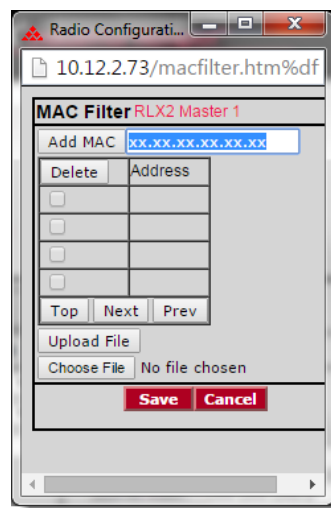 Radio Configurati...
10.12.2.73/macfilter.htm%df
MAC Filter RLX2 Master 1
Add MAC xx.xx.xx.xx.xx.xx
Delete Address
Top Next Prev
Upload File
Choose File No file chosen
Save Cancel